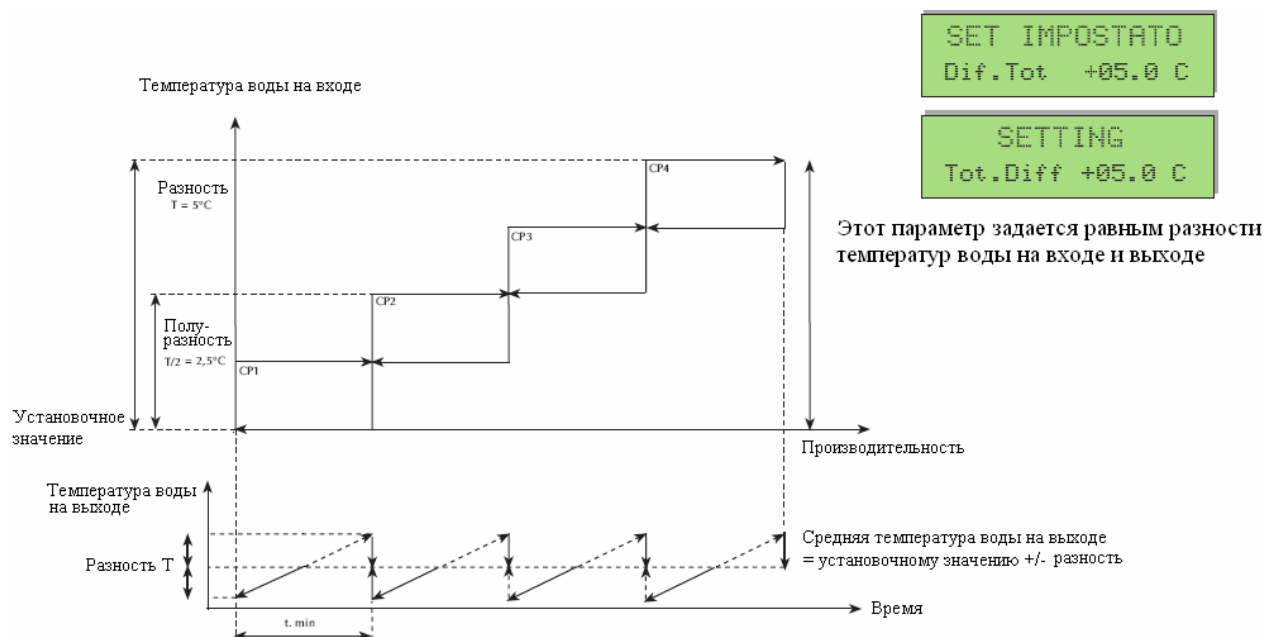 SET IMPOSTATO
Dif.Tot +05.0 C
SETTING
Tot.Diff +05.0 C
Этот параметр задается равным разности
температур воды на входе и выходе
Температура воды на входе
Разность
T = 5°C
Полу-
разность
T/2 = 2,5°C
CP4
CP3
CP2
CP1
Установочное
значение
Производительность
Температура воды
на выходе
Разность T
Средняя температура воды на выходе
= установочному значению +/- разность
Время
t. min